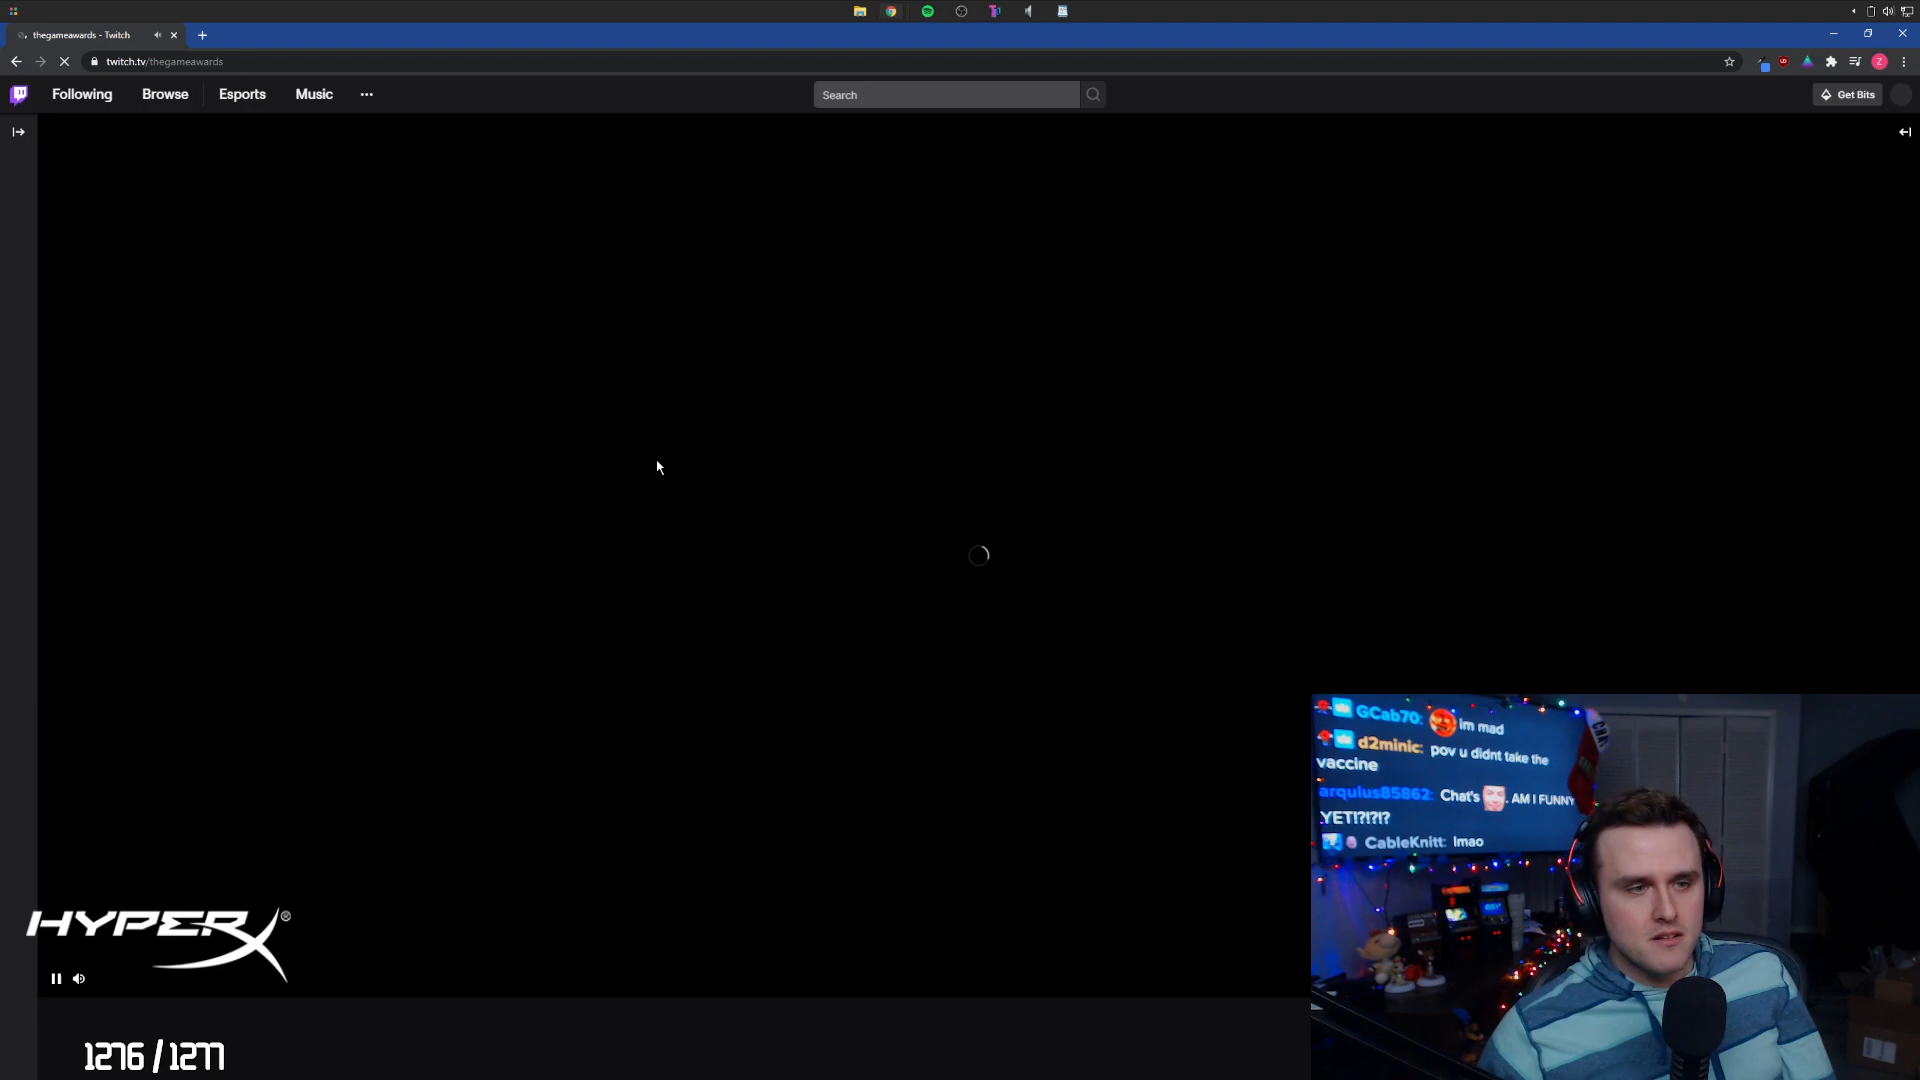 thegameawards - Twitch
twitch.tv/thegameawards
Following Browse Esports Music
Search
Get Bits
GCab70: im mad
d2minic: pov u didnt take the
vaccine
arqulus85862: Chat's . AM I FUNNY
YET!?!?!?
CableKnitt: lmao
HYPERX®
1276 / 1277